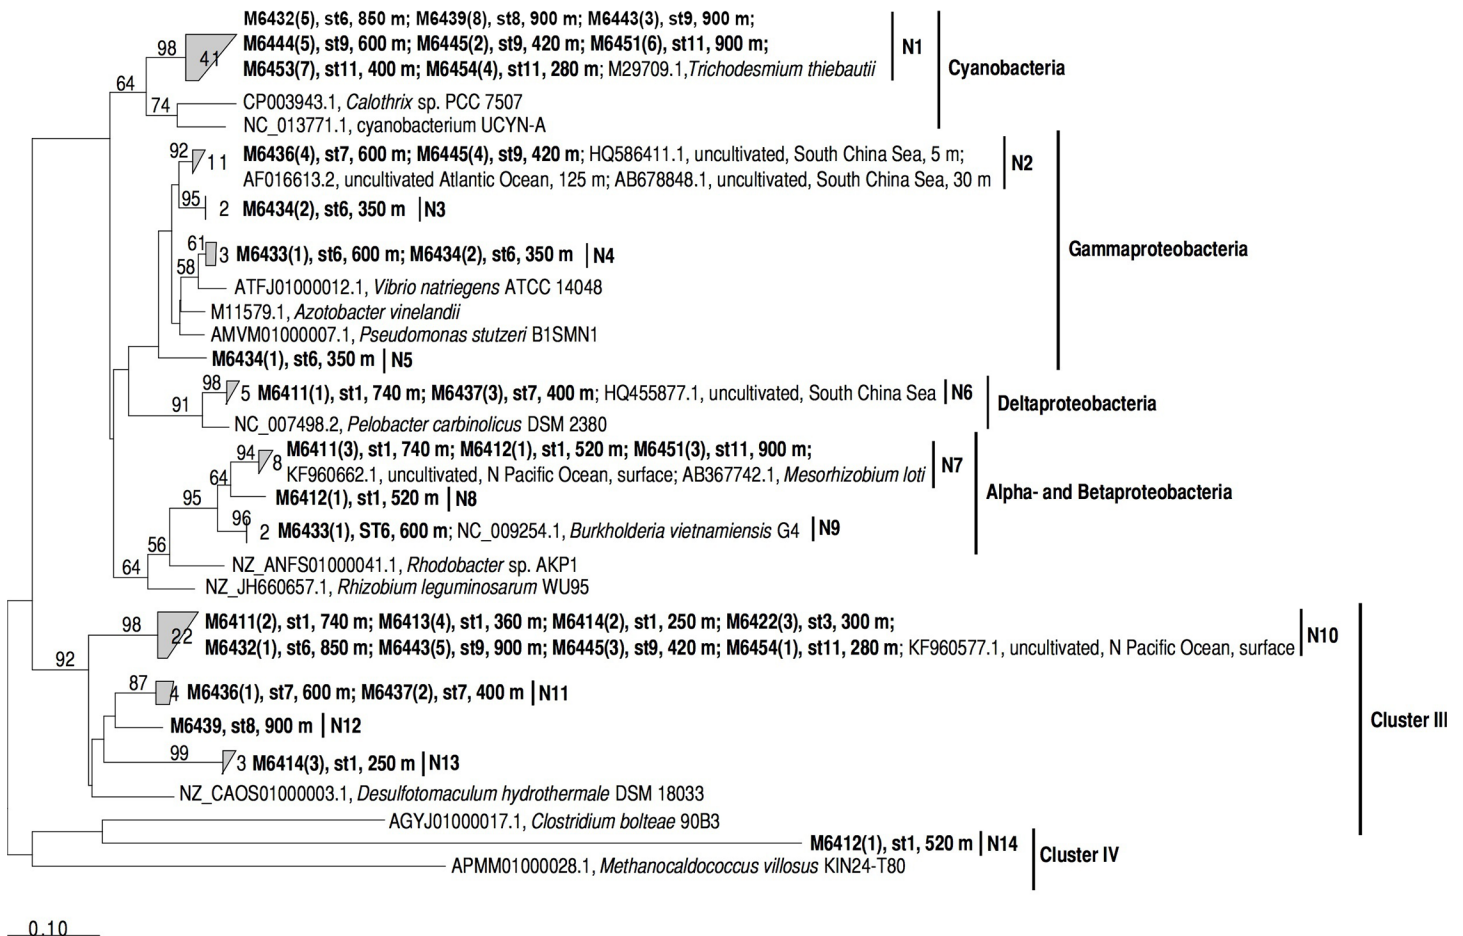 M6432(5), st6, 850 m; M6439(8), st8, 900 m; M6443(3), st9, 900 m;
98 41 M6444(5), st9, 600 m; M6445(2), st9, 420 m; M6451(6), st11, 900 m; N1
M6453(7), st11, 400 m; M6454(4), st11, 280 m; M29709.1,Trichodesmium thiebautii Cyanobacteria
64
74 CP003943.1, Calothrix sp. PCC 7507
NC_013771.1, cyanobacterium UCYN-A
92 11 M6436(4), st7, 600 m; M6445(4), st9, 420 m; HQ586411.1, uncultivated, South China Sea, 5 m; N2
AF016613.2, uncultivated Atlantic Ocean, 125 m; AB678848.1, uncultivated, South China Sea, 30 m
95 2 M6434(2), st6, 350 m N3
61 3 M6433(1), st6, 600 m; M6434(2), st6, 350 m N4 Gammaproteobacteria
58
ATFJ01000012.1, Vibrio natriegens ATCC 14048
M11579.1, Azotobacter vinelandii
AMVM01000007.1, Pseudomonas stutzeri B1SMN1
M6434(1), st6, 350 m N5
98 5 M6411(1), st1, 740 m; M6437(3), st7, 400 m; HQ455877.1, uncultivated, South China Sea N6
91 Deltaproteobacteria
NC_007498.2, Pelobacter carbinolicus DSM 2380
94 8 M6411(3), st1, 740 m; M6412(1), st1, 520 m; M6451(3), st11, 900 m;
KF960662.1, uncultivated, N Pacific Ocean, surface; AB367742.1, Mesorhizobium loti N7
64
M6412(1), st1, 520 m N8 Alpha- and Betaproteobacteria
95
96 2 M6433(1), ST6, 600 m; NC_009254.1, Burkholderia vietnamiensis G4 N9
56
NZ_ANFS01000041.1, Rhodobacter sp. AKP1
64
NZ_JH660657.1, Rhizobium leguminosarum WU95
98 22 M6411(2), st1, 740 m; M6413(4), st1, 360 m; M6414(2), st1, 250 m; M6422(3), st3, 300 m;
M6432(1), st6, 850 m; M6443(5), st9, 900 m; M6445(3), st9, 420 m; M6454(1), st11, 280 m; KF960577.1, uncultivated, N Pacific Ocean, surface N10
92
87 4 M6436(1), st7, 600 m; M6437(2), st7, 400 m N11
M6439, st8, 900 m N12 Cluster III
99 3 M6414(3), st1, 250 m N13
NZ_CAOS01000003.1, Desulfotomaculum hydrothermale DSM 18033
AGYJ01000017.1, Clostridium bolteae 90B3
M6412(1), st1, 520 m N14
Cluster IV
APMM01000028.1, Methanocaldococcus villosus KIN24-T80
0.10